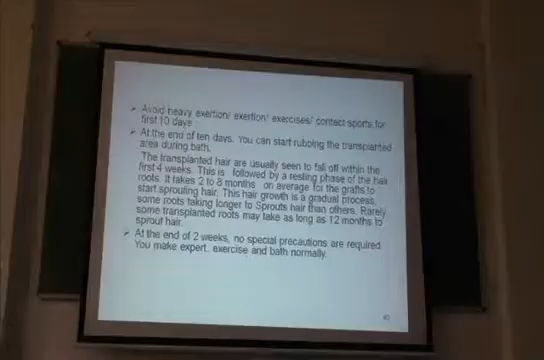 ➢ Avoid heavy exertion/ exertion/ exercises/ contact sports for
first 10 days
➢ At the end of ten days. You can start rubbing the transplanted
area during bath.
The transplanted hair are usually seen to fall off within the
first 4 weeks. This is followed by a resting phase of the hair
roots. It takes 2 to 8 months on average for the grafts to
start sprouting hair. This hair growth is a gradual process,
some roots taking longer to Sprouts hair than others. Rarely
some transplanted roots may take as long as 12 months to
sprout hair.
➢ At the end of 2 weeks, no special precautions are required.
You make expert, exercise and bath normally.